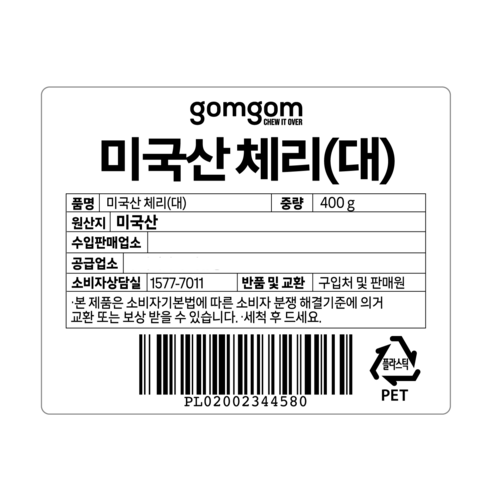 gomgom
CHEW IT OVER
미국산 체리(대)
품명 미국산 체리(대) 중량 400 g
원산지 미국산
수입판매업소
공급업소
소비자상담실 1577-7011 반품 및 교환 구입처 및 판매원
·본 제품은 소비자기본법에 따른 소비자 분쟁 해결기준에 의거
교환 또는 보상 받을 수 있습니다. ·세척 후 드세요.
플라스틱
PL02002344580
PET